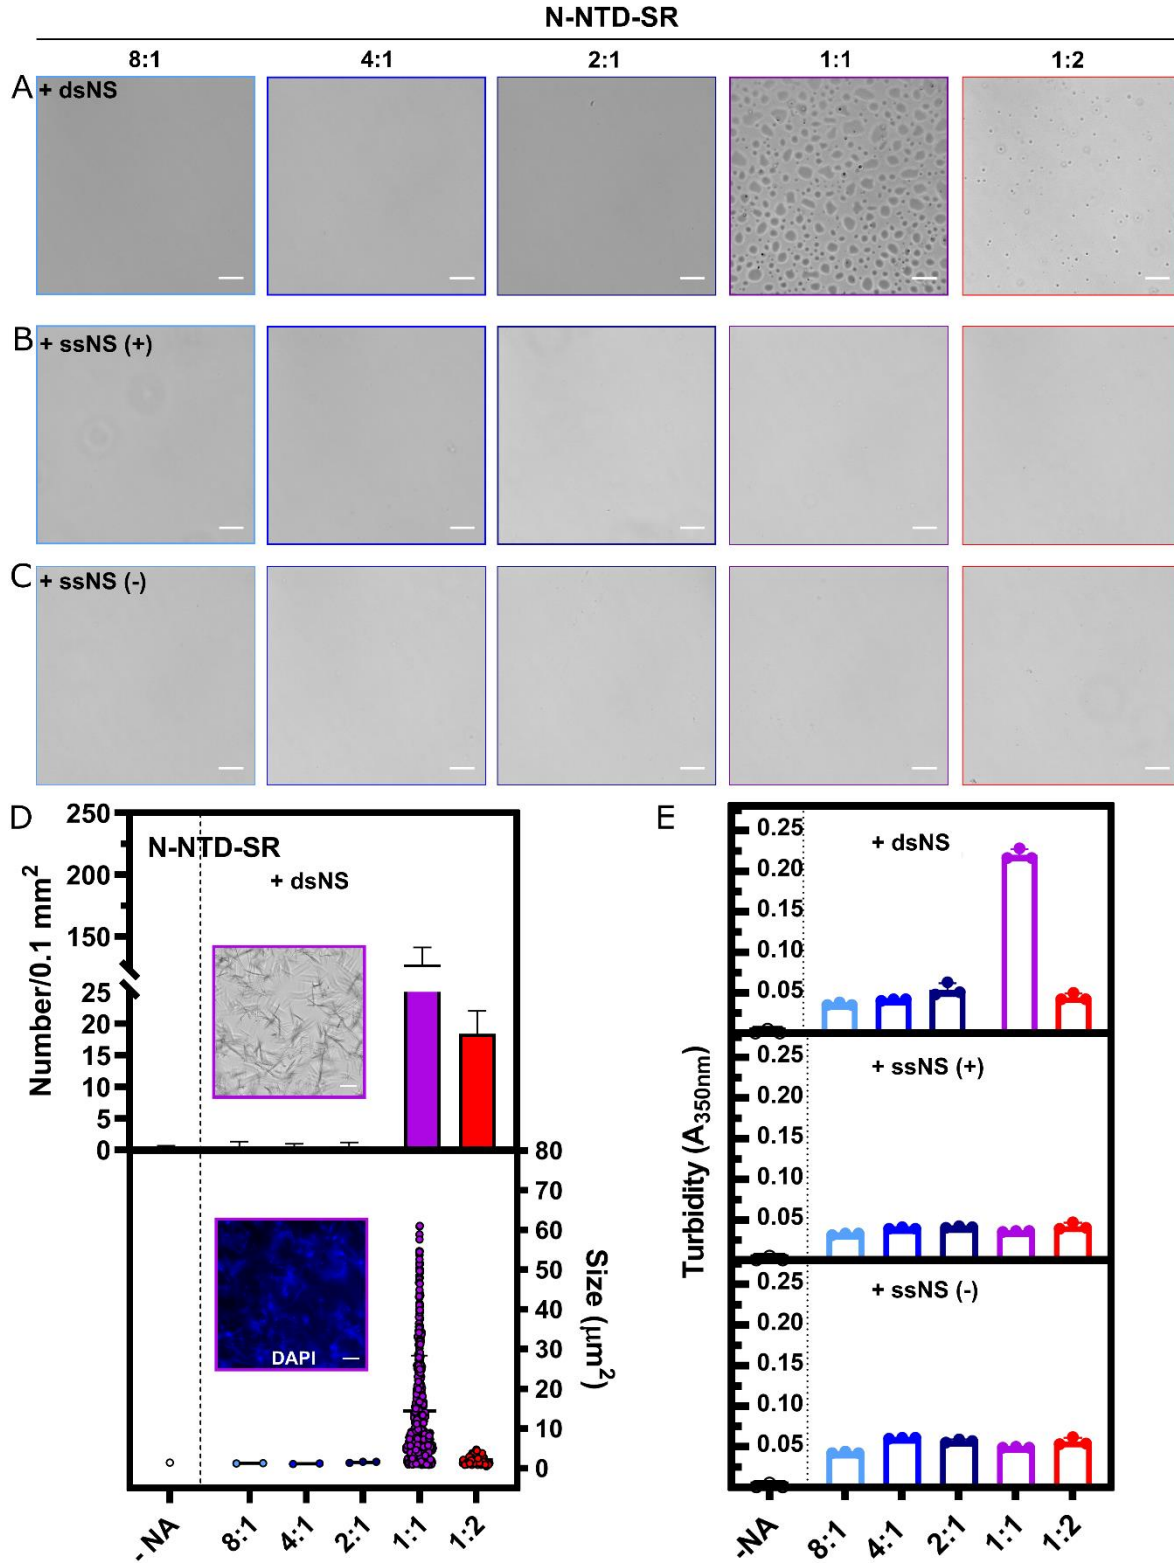 N-NTD-SR
8:1 4:1 2:1 1:1 1:2
A + dsNS
B + ssNS (+)
C + ssNS (-)
D
N-NTD-SR
+ dsNS
Number/0.1 mm²
250
200
150
25
20
15
10
5
0
DAPI
Size (µm²)
80
70
60
50
40
30
20
10
0
- NA 8:1 4:1 2:1 1:1 1:2
E
Turbidity (A350nm)
+ dsNS
0.25
0.20
0.15
0.10
0.05
+ ssNS (+)
0.25
0.20
0.15
0.10
0.05
+ ssNS (-)
0.25
0.20
0.15
0.10
0.05
-NA 8:1 4:1 2:1 1:1 1:2